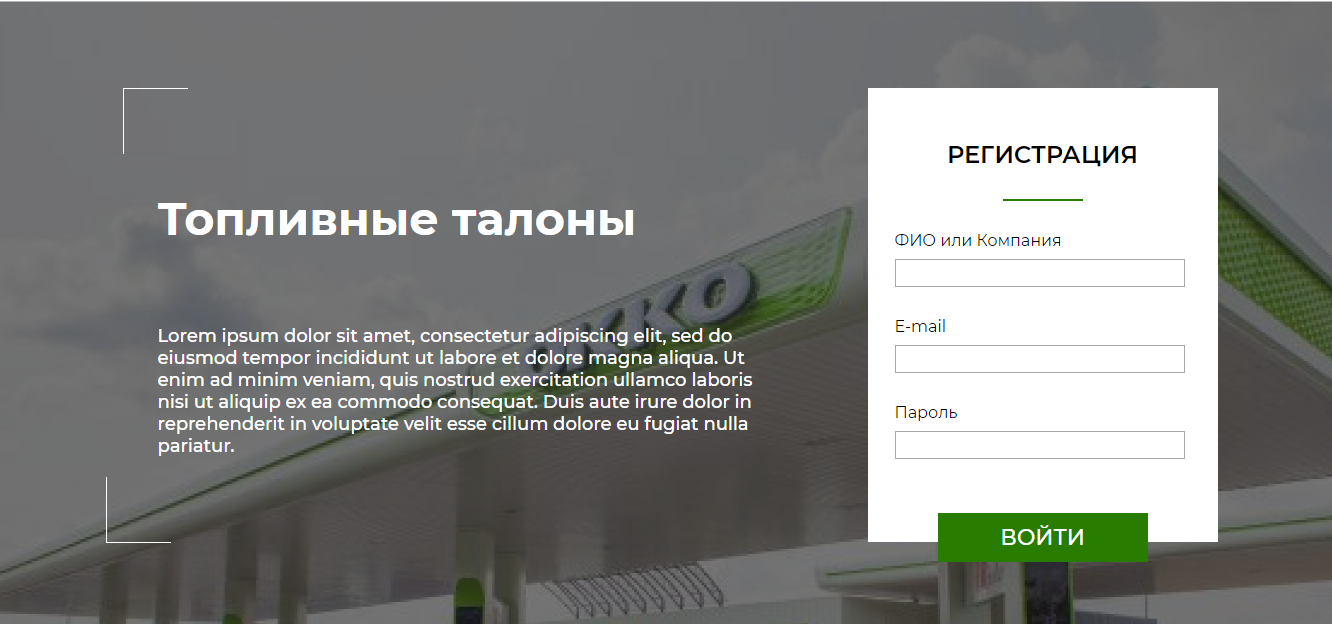 Топливные талоны
Lorem ipsum dolor sit amet, consectetur adipiscing elit, sed do
eiusmod tempor incididunt ut labore et dolore magna aliqua. Ut
enim ad minim veniam, quis nostrud exercitation ullamco laboris
nisi ut aliquip ex ea commodo consequat. Duis aute irure dolor in
reprehenderit in voluptate velit esse cillum dolore eu fugiat nulla
pariatur.
OKKO
РЕГИСТРАЦИЯ
ФИО или Компания
E-mail
Пароль
ВОЙТИ